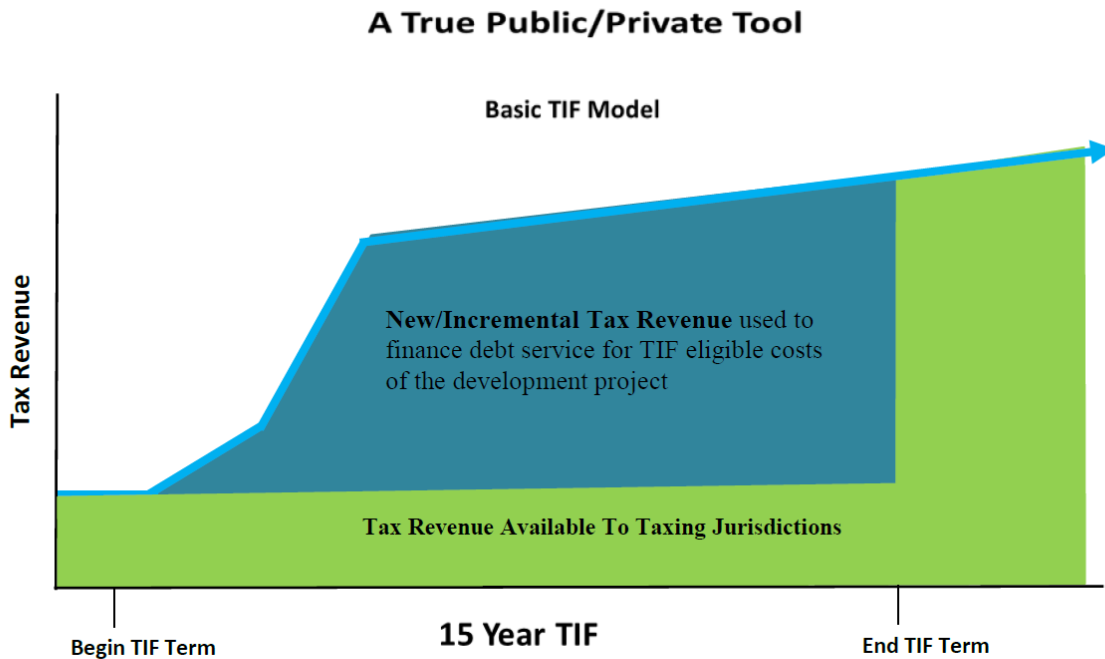 A True Public/Private Tool
Basic TIF Model
Tax Revenue
New/Incremental Tax Revenue used to
finance debt service for TIF eligible costs
of the development project
Tax Revenue Available To Taxing Jurisdictions
Begin TIF Term
15 Year TIF
End TIF Term